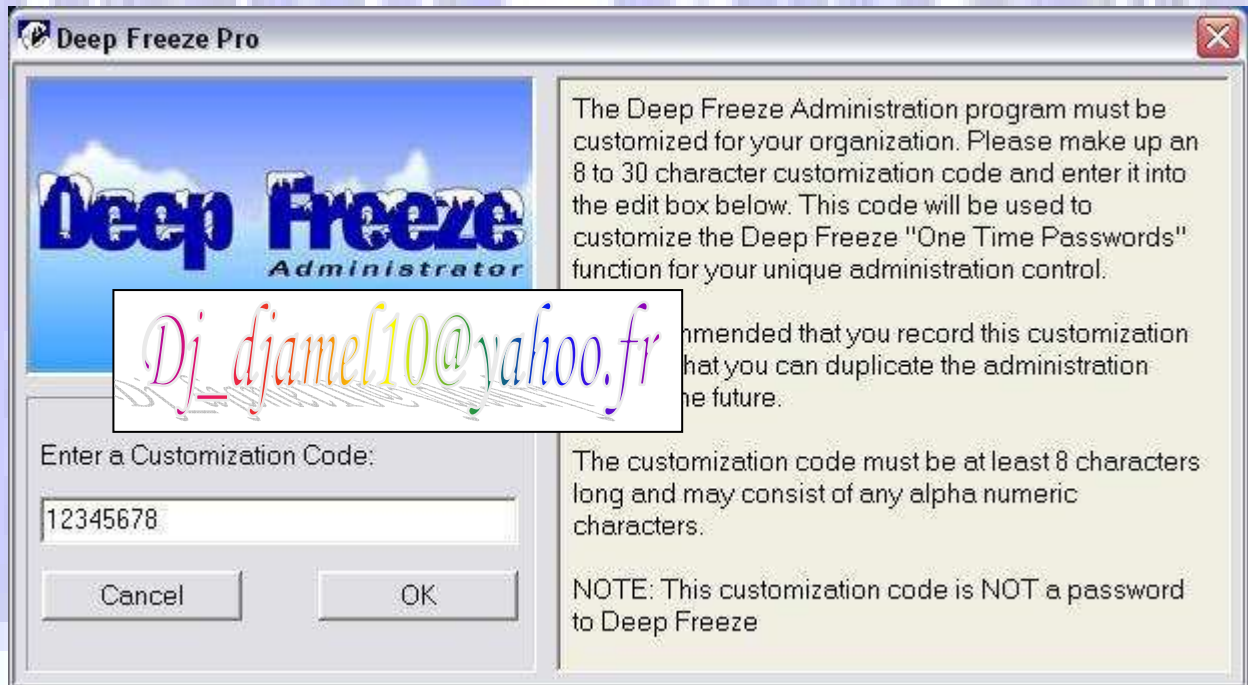 Deep Freeze Pro
Deep Freeze
Administrator
Dj_djamel10@yahoo.fr
Enter a Customization Code:
12345678
Cancel
OK
The Deep Freeze Administration program must be
customized for your organization. Please make up an
8 to 30 character customization code and enter it into
the edit box below. This code will be used to
customize the Deep Freeze "One Time Passwords"
function for your unique administration control.
mmended that you record this customization
hat you can duplicate the administration
he future.
The customization code must be at least 8 characters
long and may consist of any alpha numeric
characters.
NOTE: This customization code is NOT a password
to Deep Freeze